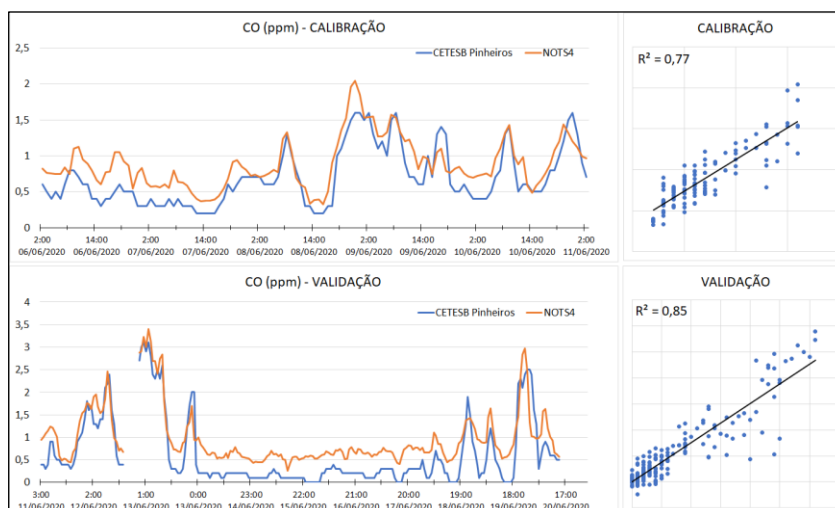 CO (ppm) - CALIBRAÇÃO
CETESB Pinheiros NOTS4
2,5
2
1,5
1
0,5
0
2:00 14:00 2:00 14:00 2:00 14:00 2:00 14:00 2:00 14:00 2:00
06/06/2020 06/06/2020 07/06/2020 07/06/2020 08/06/2020 08/06/2020 09/06/2020 09/06/2020 10/06/2020 10/06/2020 11/06/2020
CALIBRAÇÃO
R² = 0,77
CO (ppm) - VALIDAÇÃO
CETESB Pinheiros NOTS4
4
3,5
3
2,5
2
1,5
1
0,5
0
3:00 2:00 1:00 0:00 23:00 22:00 21:00 20:00 19:00 18:00 17:00
11/06/2020 12/06/2020 13/06/2020 13/06/2020 14/06/2020 15/06/2020 16/06/2020 17/06/2020 18/06/2020 19/06/2020 20/06/2020
VALIDAÇÃO
R² = 0,85